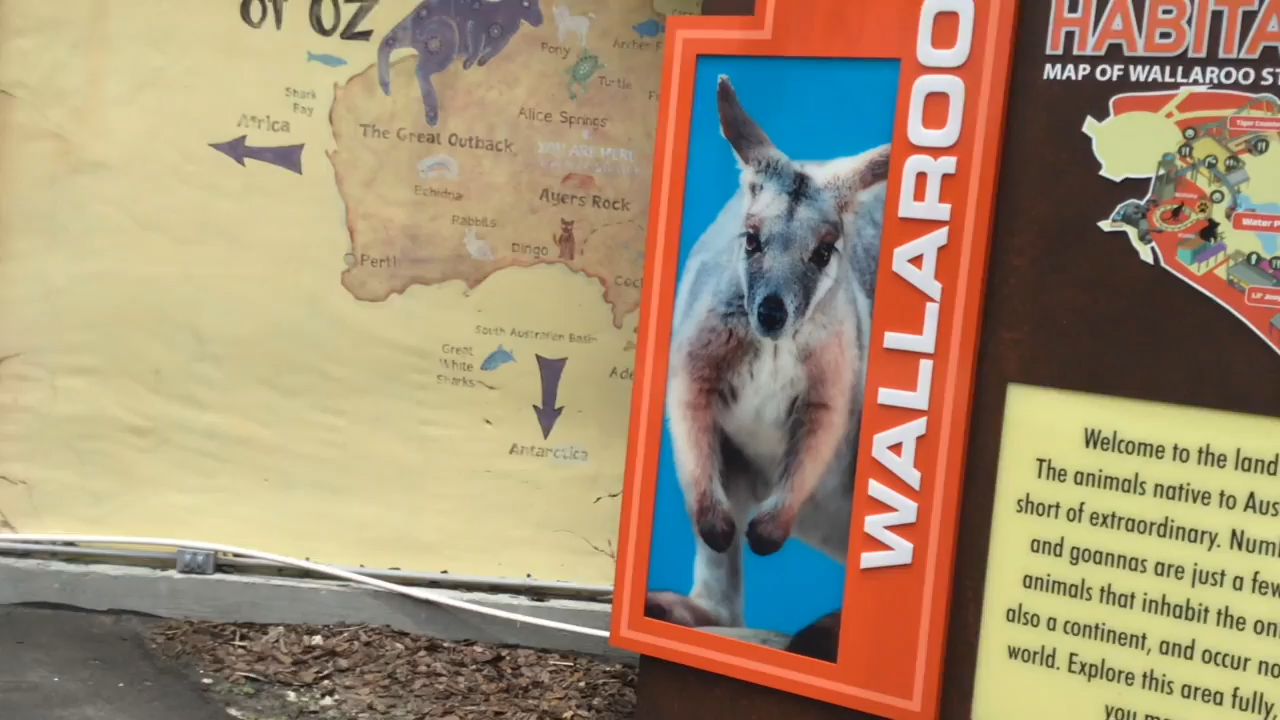 OF OZ
Pony
Archer F
Turtle
Shark
Bay
Africa
Alice Springs
The Great Outback
YOU ARE HERE
Echidna
Ayers Rock
Rabbits
Dingo
Perth
South Australian Basin
Great
White
Sharks
Antarctica
WALLAROO
HABITA
MAP OF WALLAROO ST
Water P
Welcome to the land
The animals native to Aus
short of extraordinary. Num
and goannas are just a few
animals that inhabit the on
also a continent, and occur no
world. Explore this area fully,
you m